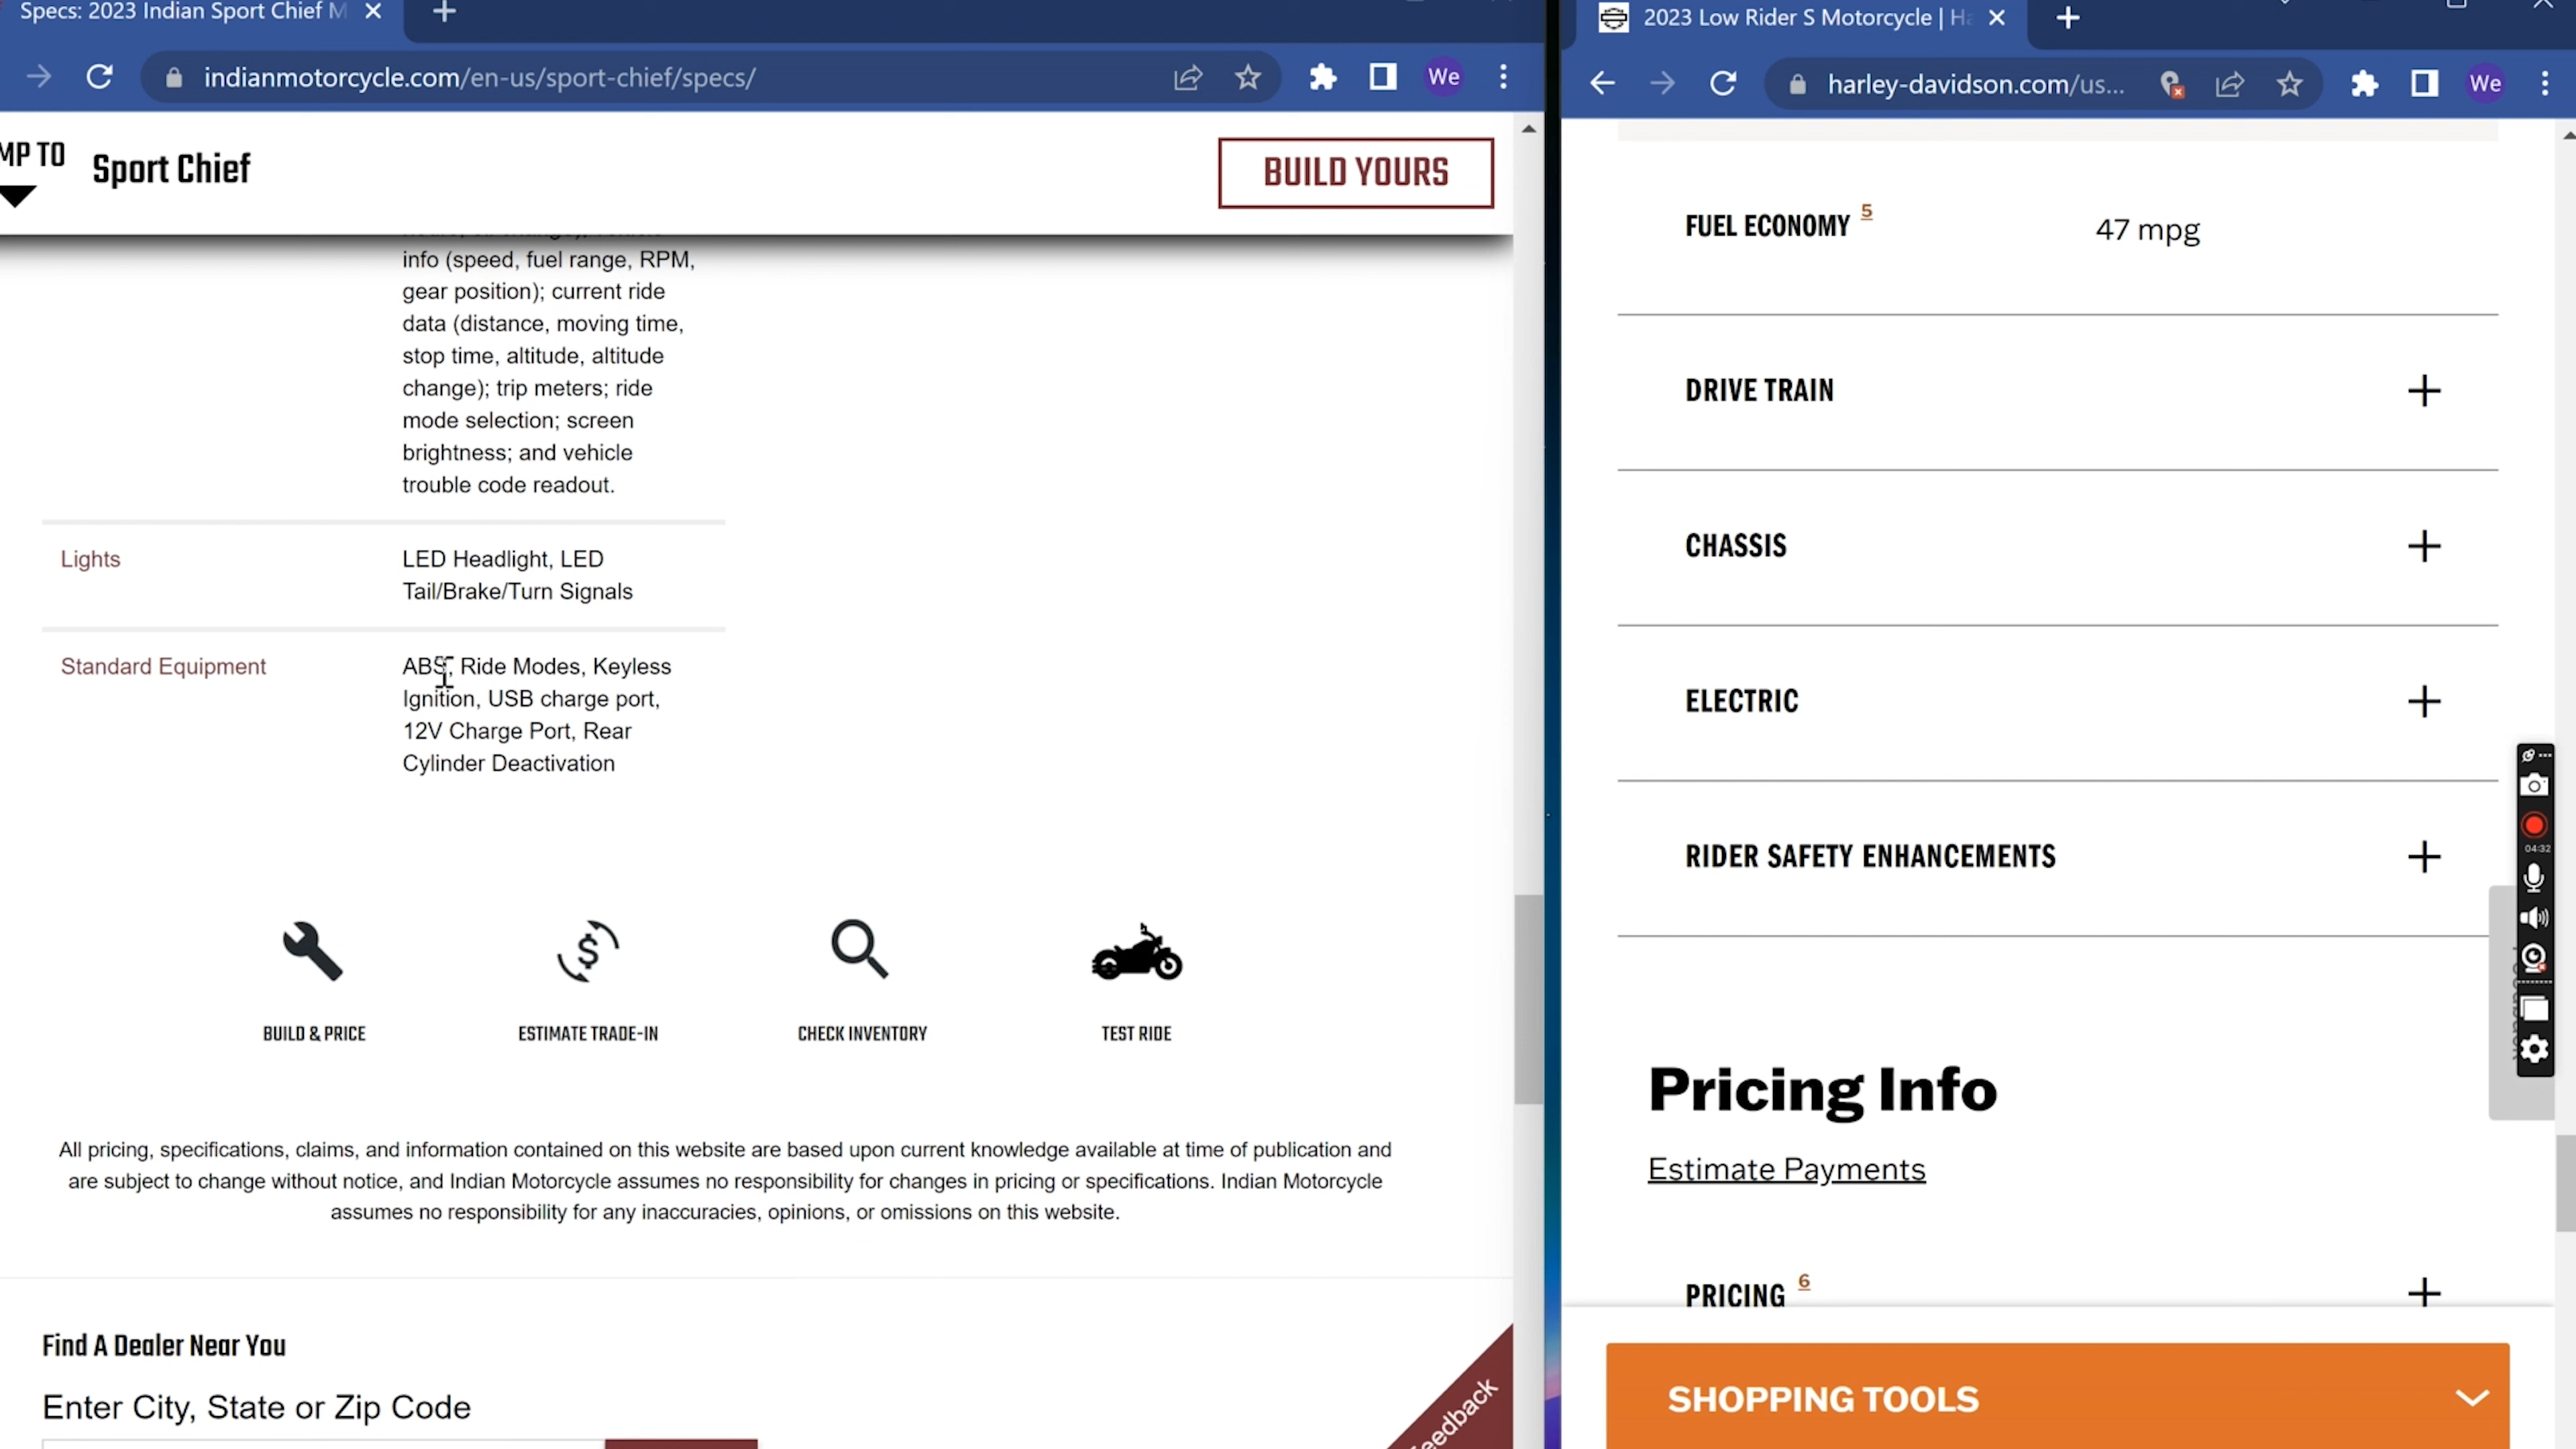 Specs: 2023 Indian Sport Chief M
indianmotorcycle.com/en-us/sport-chief/specs/
We
MP TO
Sport Chief
BUILD YOURS
info (speed, fuel range, RPM,
gear position); current ride
data (distance, moving time,
stop time, altitude, altitude
change); trip meters; ride
mode selection; screen
brightness; and vehicle
trouble code readout.
Lights
LED Headlight, LED
Tail/Brake/Turn Signals
Standard Equipment
ABS, Ride Modes, Keyless
Ignition, USB charge port,
12V Charge Port, Rear
Cylinder Deactivation
BUILD & PRICE
ESTIMATE TRADE-IN
CHECK INVENTORY
TEST RIDE
All pricing, specifications, claims, and information contained on this website are based upon current knowledge available at time of publication and
are subject to change without notice, and Indian Motorcycle assumes no responsibility for changes in pricing or specifications. Indian Motorcycle
assumes no responsibility for any inaccuracies, opinions, or omissions on this website.
Find A Dealer Near You
Enter City, State or Zip Code
Feedback
2023 Low Rider S Motorcycle | Ha
harley-davidson.com/us...
We
FUEL ECONOMY 5
47 mpg
DRIVE TRAIN
CHASSIS
ELECTRIC
RIDER SAFETY ENHANCEMENTS
04:32
Pricing Info
Estimate Payments
PRICING 6
SHOPPING TOOLS